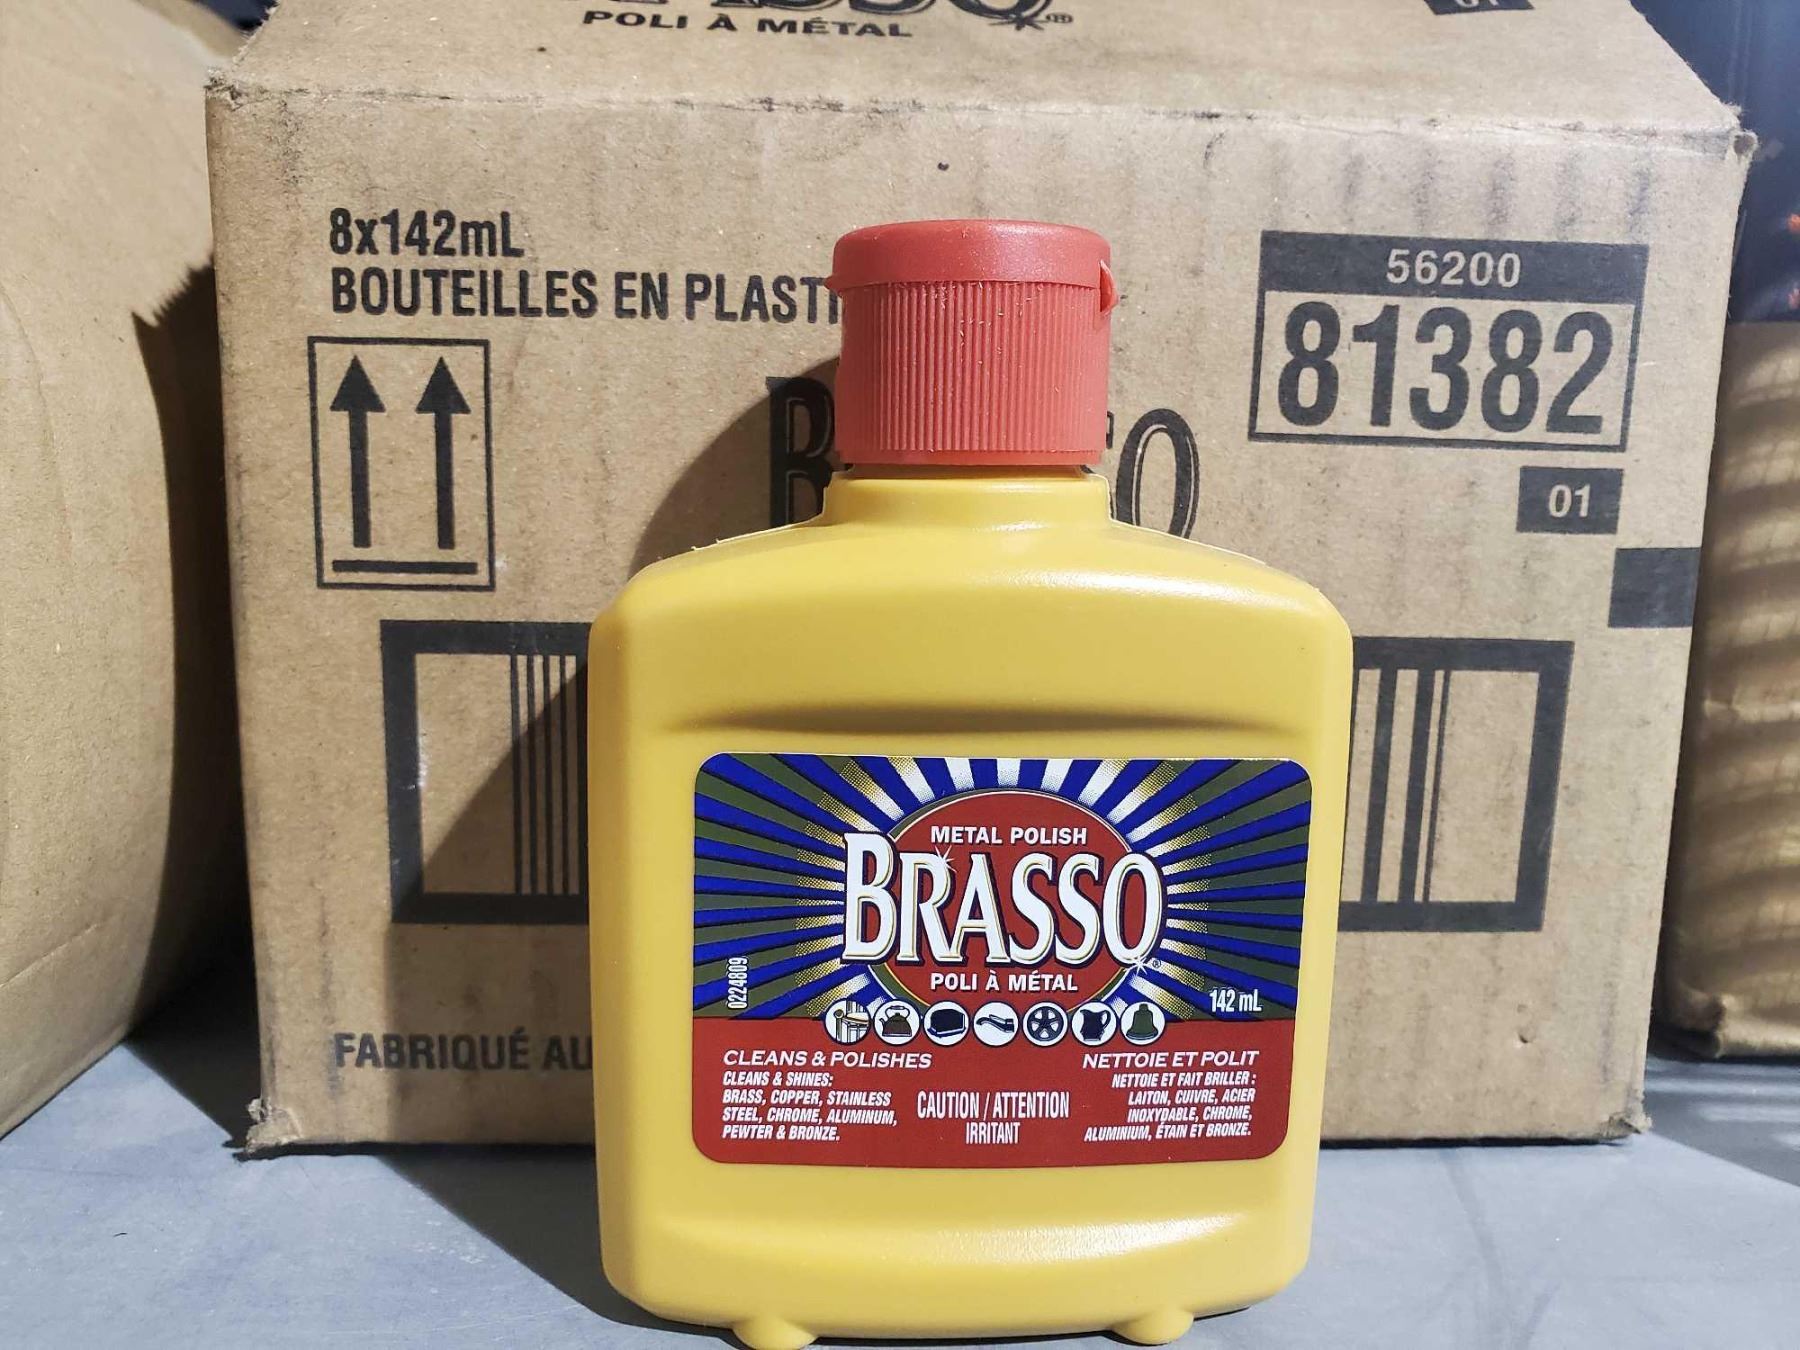 POLI À MÉTAL
8x142mL
BOUTEILLES EN
56200
81382
01
FABRIQUÉ AU
METAL POLISH
BRASSO
POLI À MÉTAL
0224809
142 mL
CLEANS & POLISHES
CLEANS & SHINES:
BRASS, COPPER, STAINLESS
STEEL, CHROME, ALUMINUM,
PEWTER & BRONZE.
CAUTION / ATTENTION
IRRITANT
NETTOIE ET POLIT
NETTOIE ET FAIT BRILLER :
LAITON, CUIVRE, ACIER
INOXYDABLE, CHROME,
ALUMINIUM, ÉTAIN ET BRONZE.